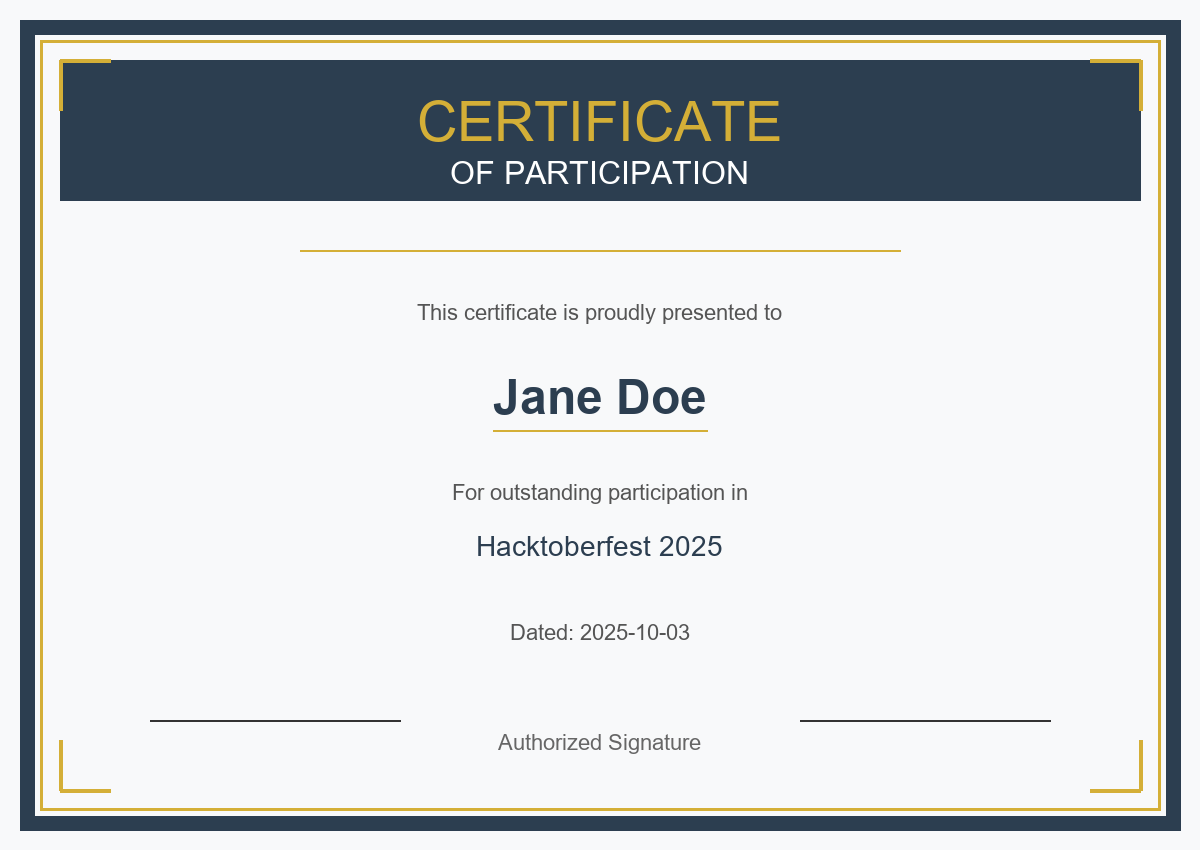 CERTIFICATE
OF PARTICIPATION
This certificate is proudly presented to
Jane Doe
For outstanding participation in
Hacktoberfest 2025
Dated: 2025-10-03
Authorized Signature